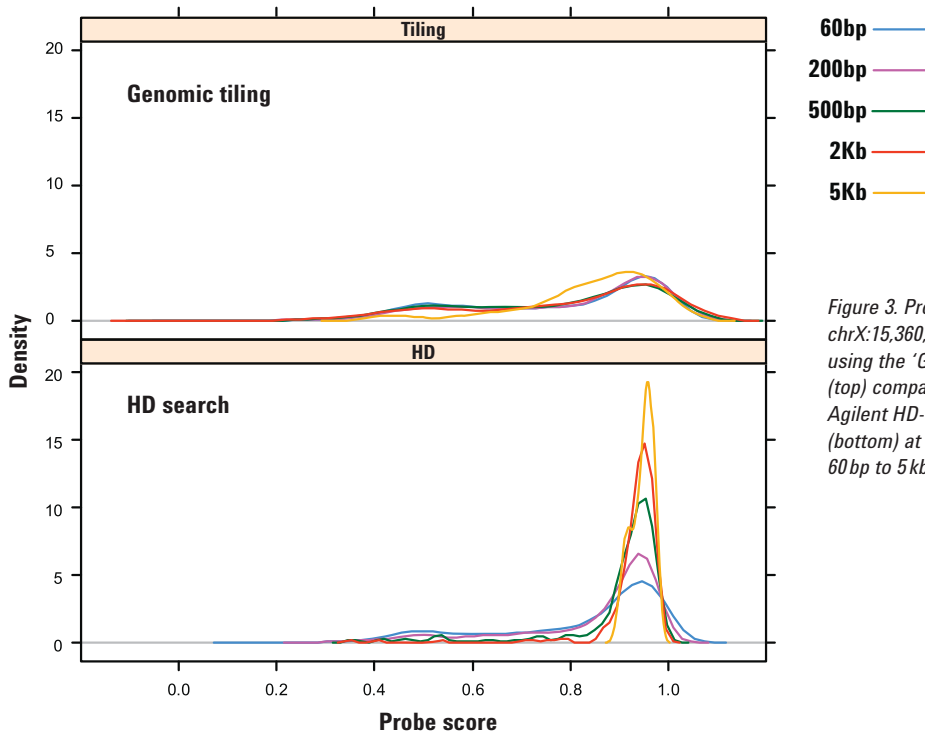 Tiling
Genomic tiling
20
15
10
5
0
HD
HD search
20
15
10
5
0
Density
0.0 0.2 0.4 0.6 0.8 1.0
Probe score
60bp
200bp
500bp
2Kb
5Kb
Figure 3.
chrX:15,360,
using the ‘G
(top) compa
Agilent HD-
(bottom) at
60 bp to 5 kb